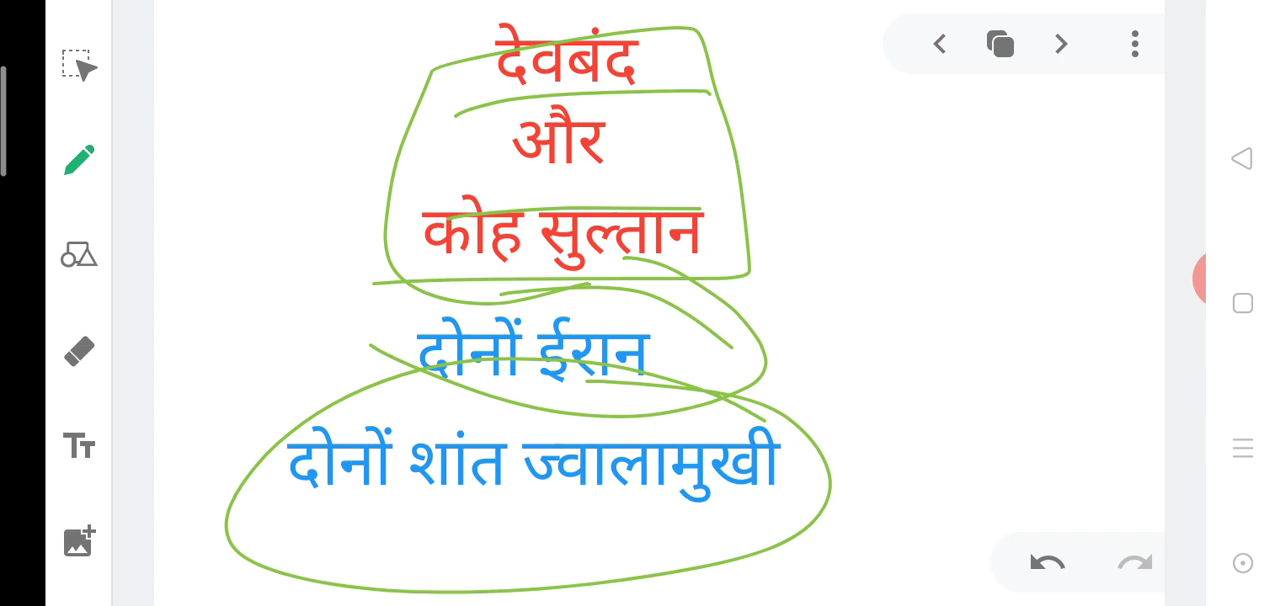 देवबंद
और
कोह सुल्तान
दोनों ईरान
दोनों शांत ज्वालामुखी